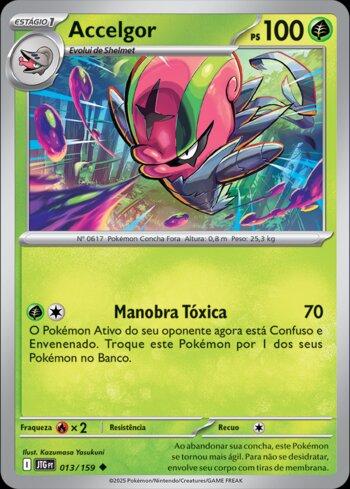 ESTÁGIO 1
Accelgor
PS 100
Evolui de Shelmet
Nº 0617 Pokémon Concha Fora Altura: 0,8 m Peso: 25,3 kg
Manobra Tóxica 70
O Pokémon Ativo do seu oponente agora está Confuso e
Envenenado. Troque este Pokémon por 1 dos seus
Pokémon no Banco.
Fraqueza × 2 Resistência Recuo
Ilust. Kazumasa Yasukuni
I JTG PT 013/159
Ao abandonar sua concha, este Pokémon
se tornou mais ágil. Para não se desidratar,
envolve seu corpo com tiras de membrana.
©2025 Pokémon/Nintendo/Creatures/GAME FREAK